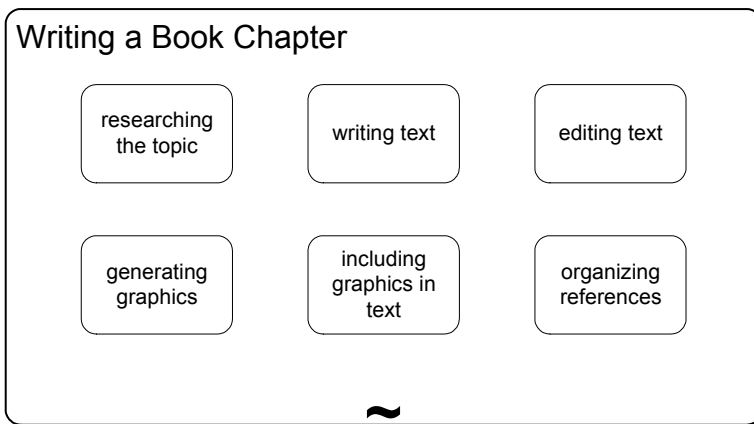 Writing a Book Chapter
researching
the topic
writing text
editing text
generating
graphics
including
graphics in
text
organizing
references
~